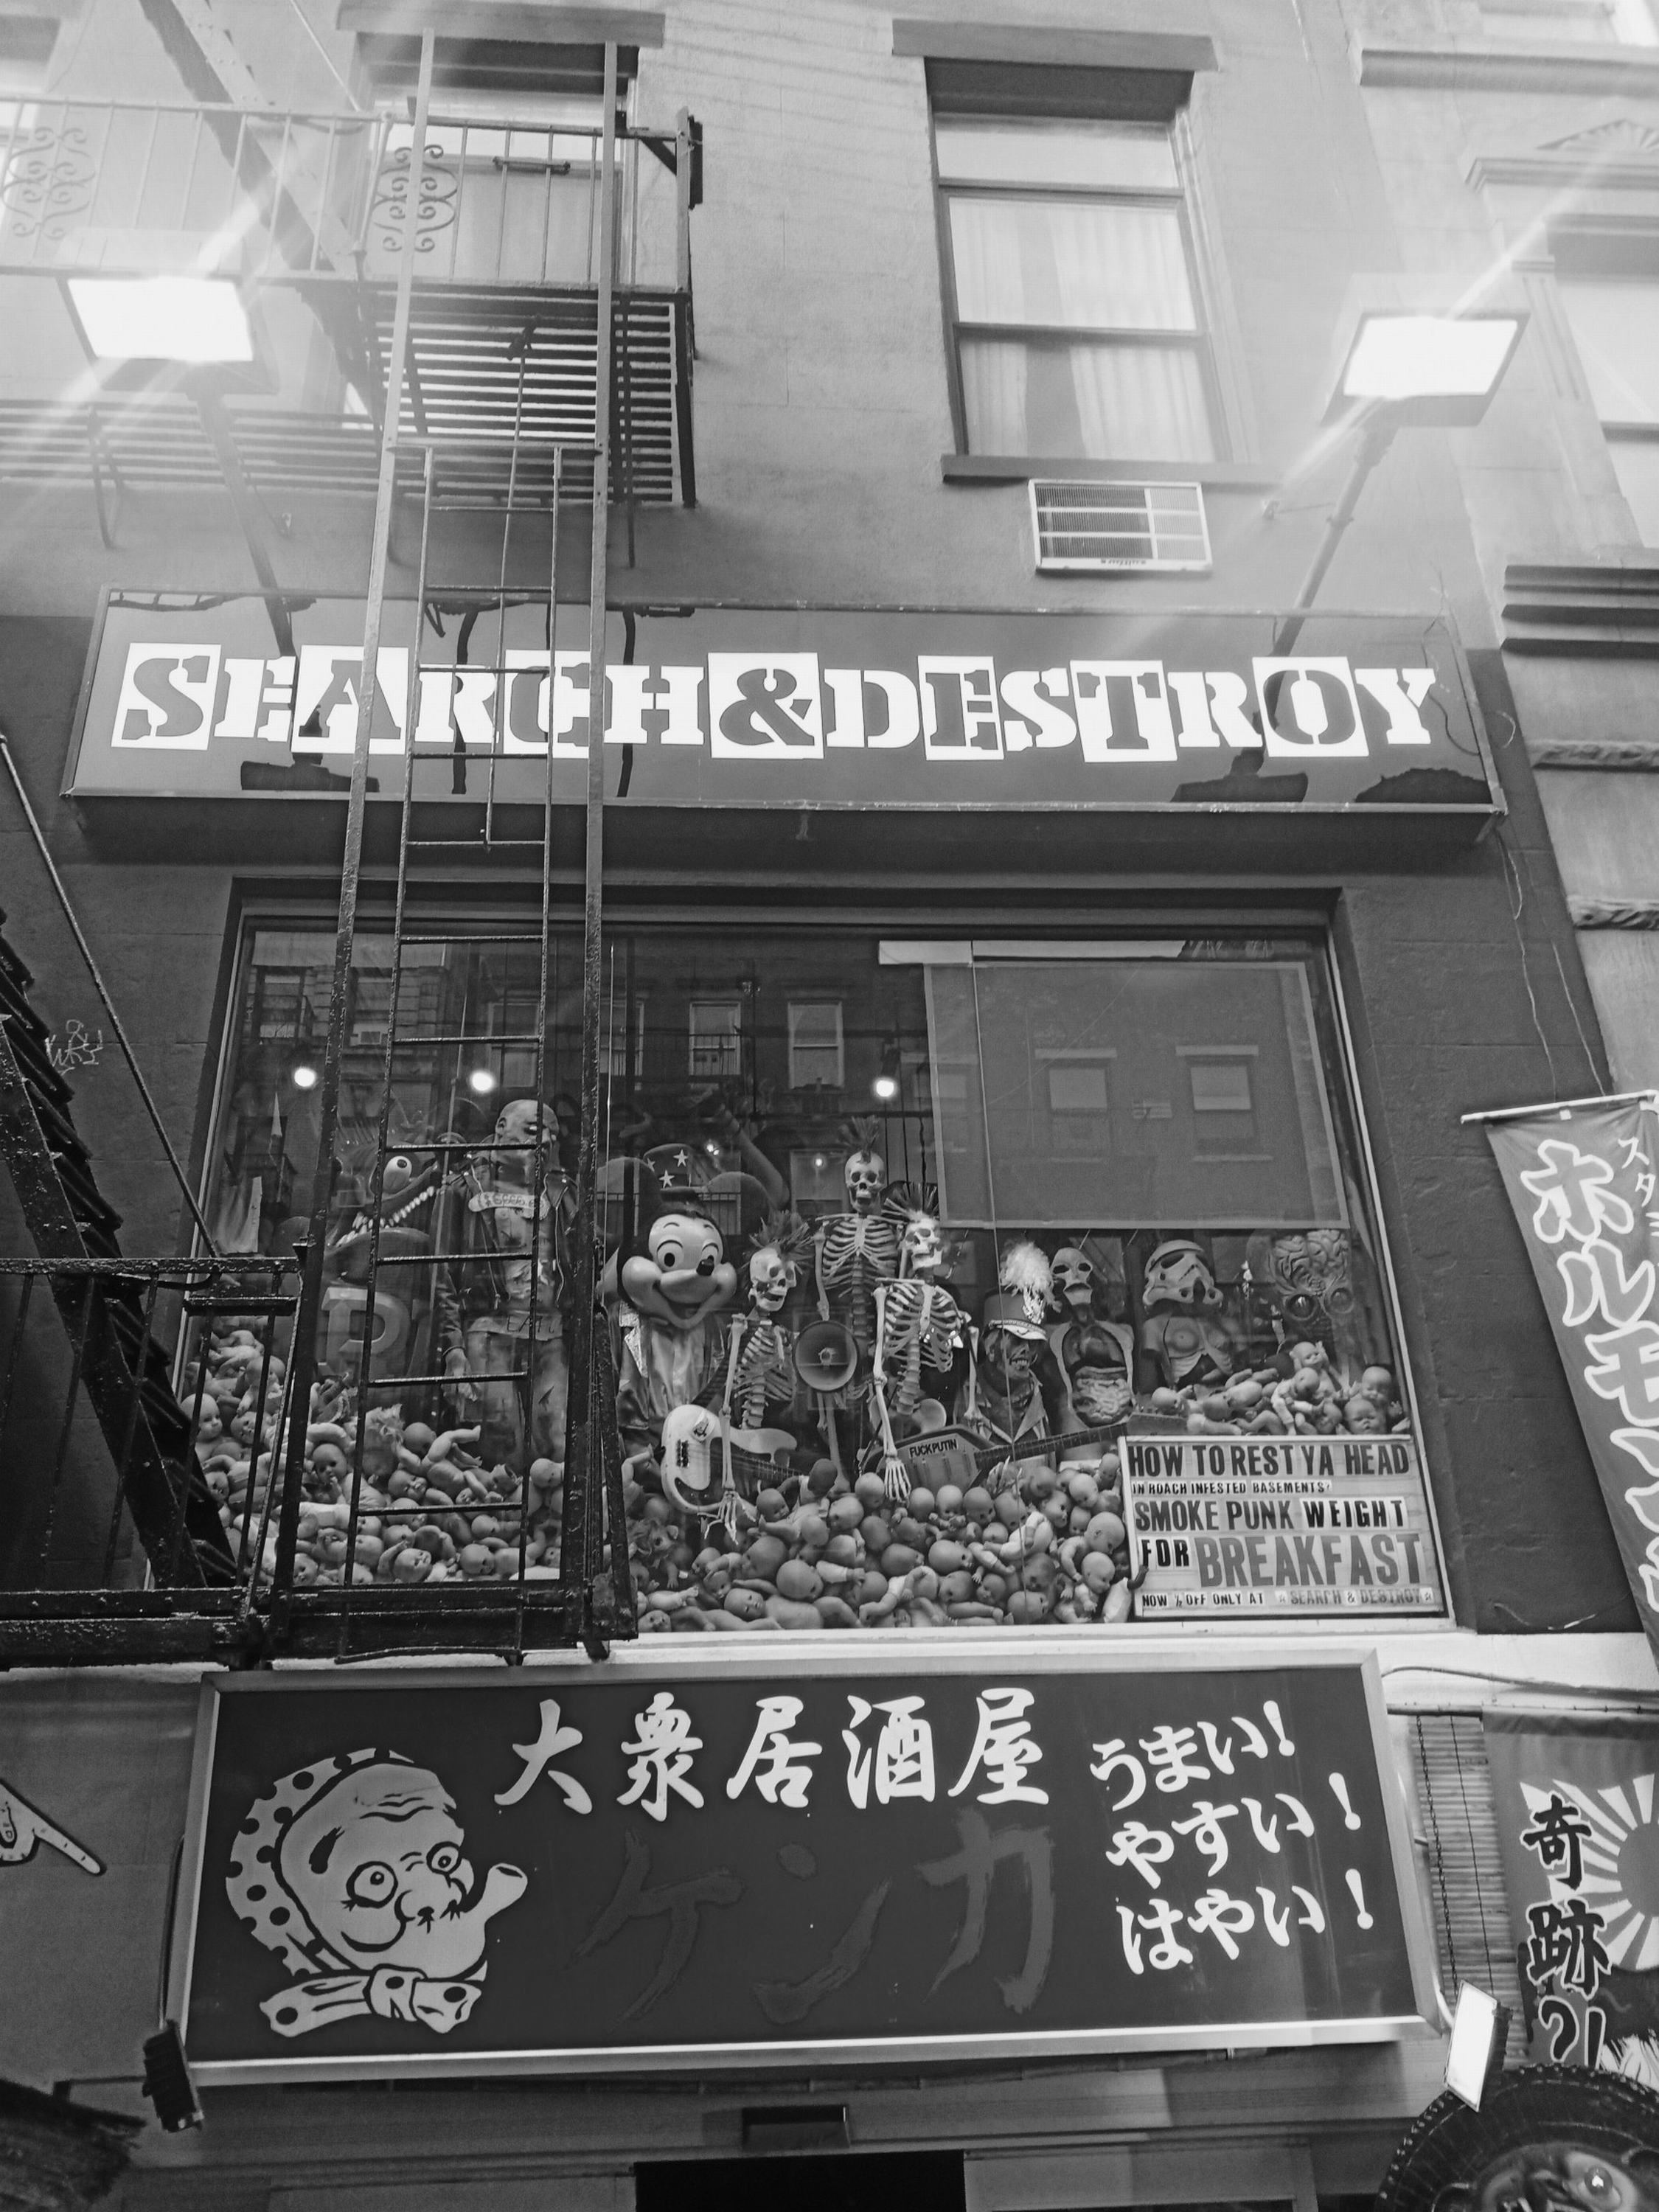 SEARCH&DESTROY
FUCK PUTIN
HOW TO REST YA HEAD
IN ROACH INFESTED BASEMENTS?
SMOKE PUNK WEIGHT
FOR BREAKFAST
NOW ½ OFF ONLY AT ☆SEARCH & DESTROY☆
ホルモン
大衆居酒屋
ケンカ
うまい!
やすい!
はやい!
奇跡の!